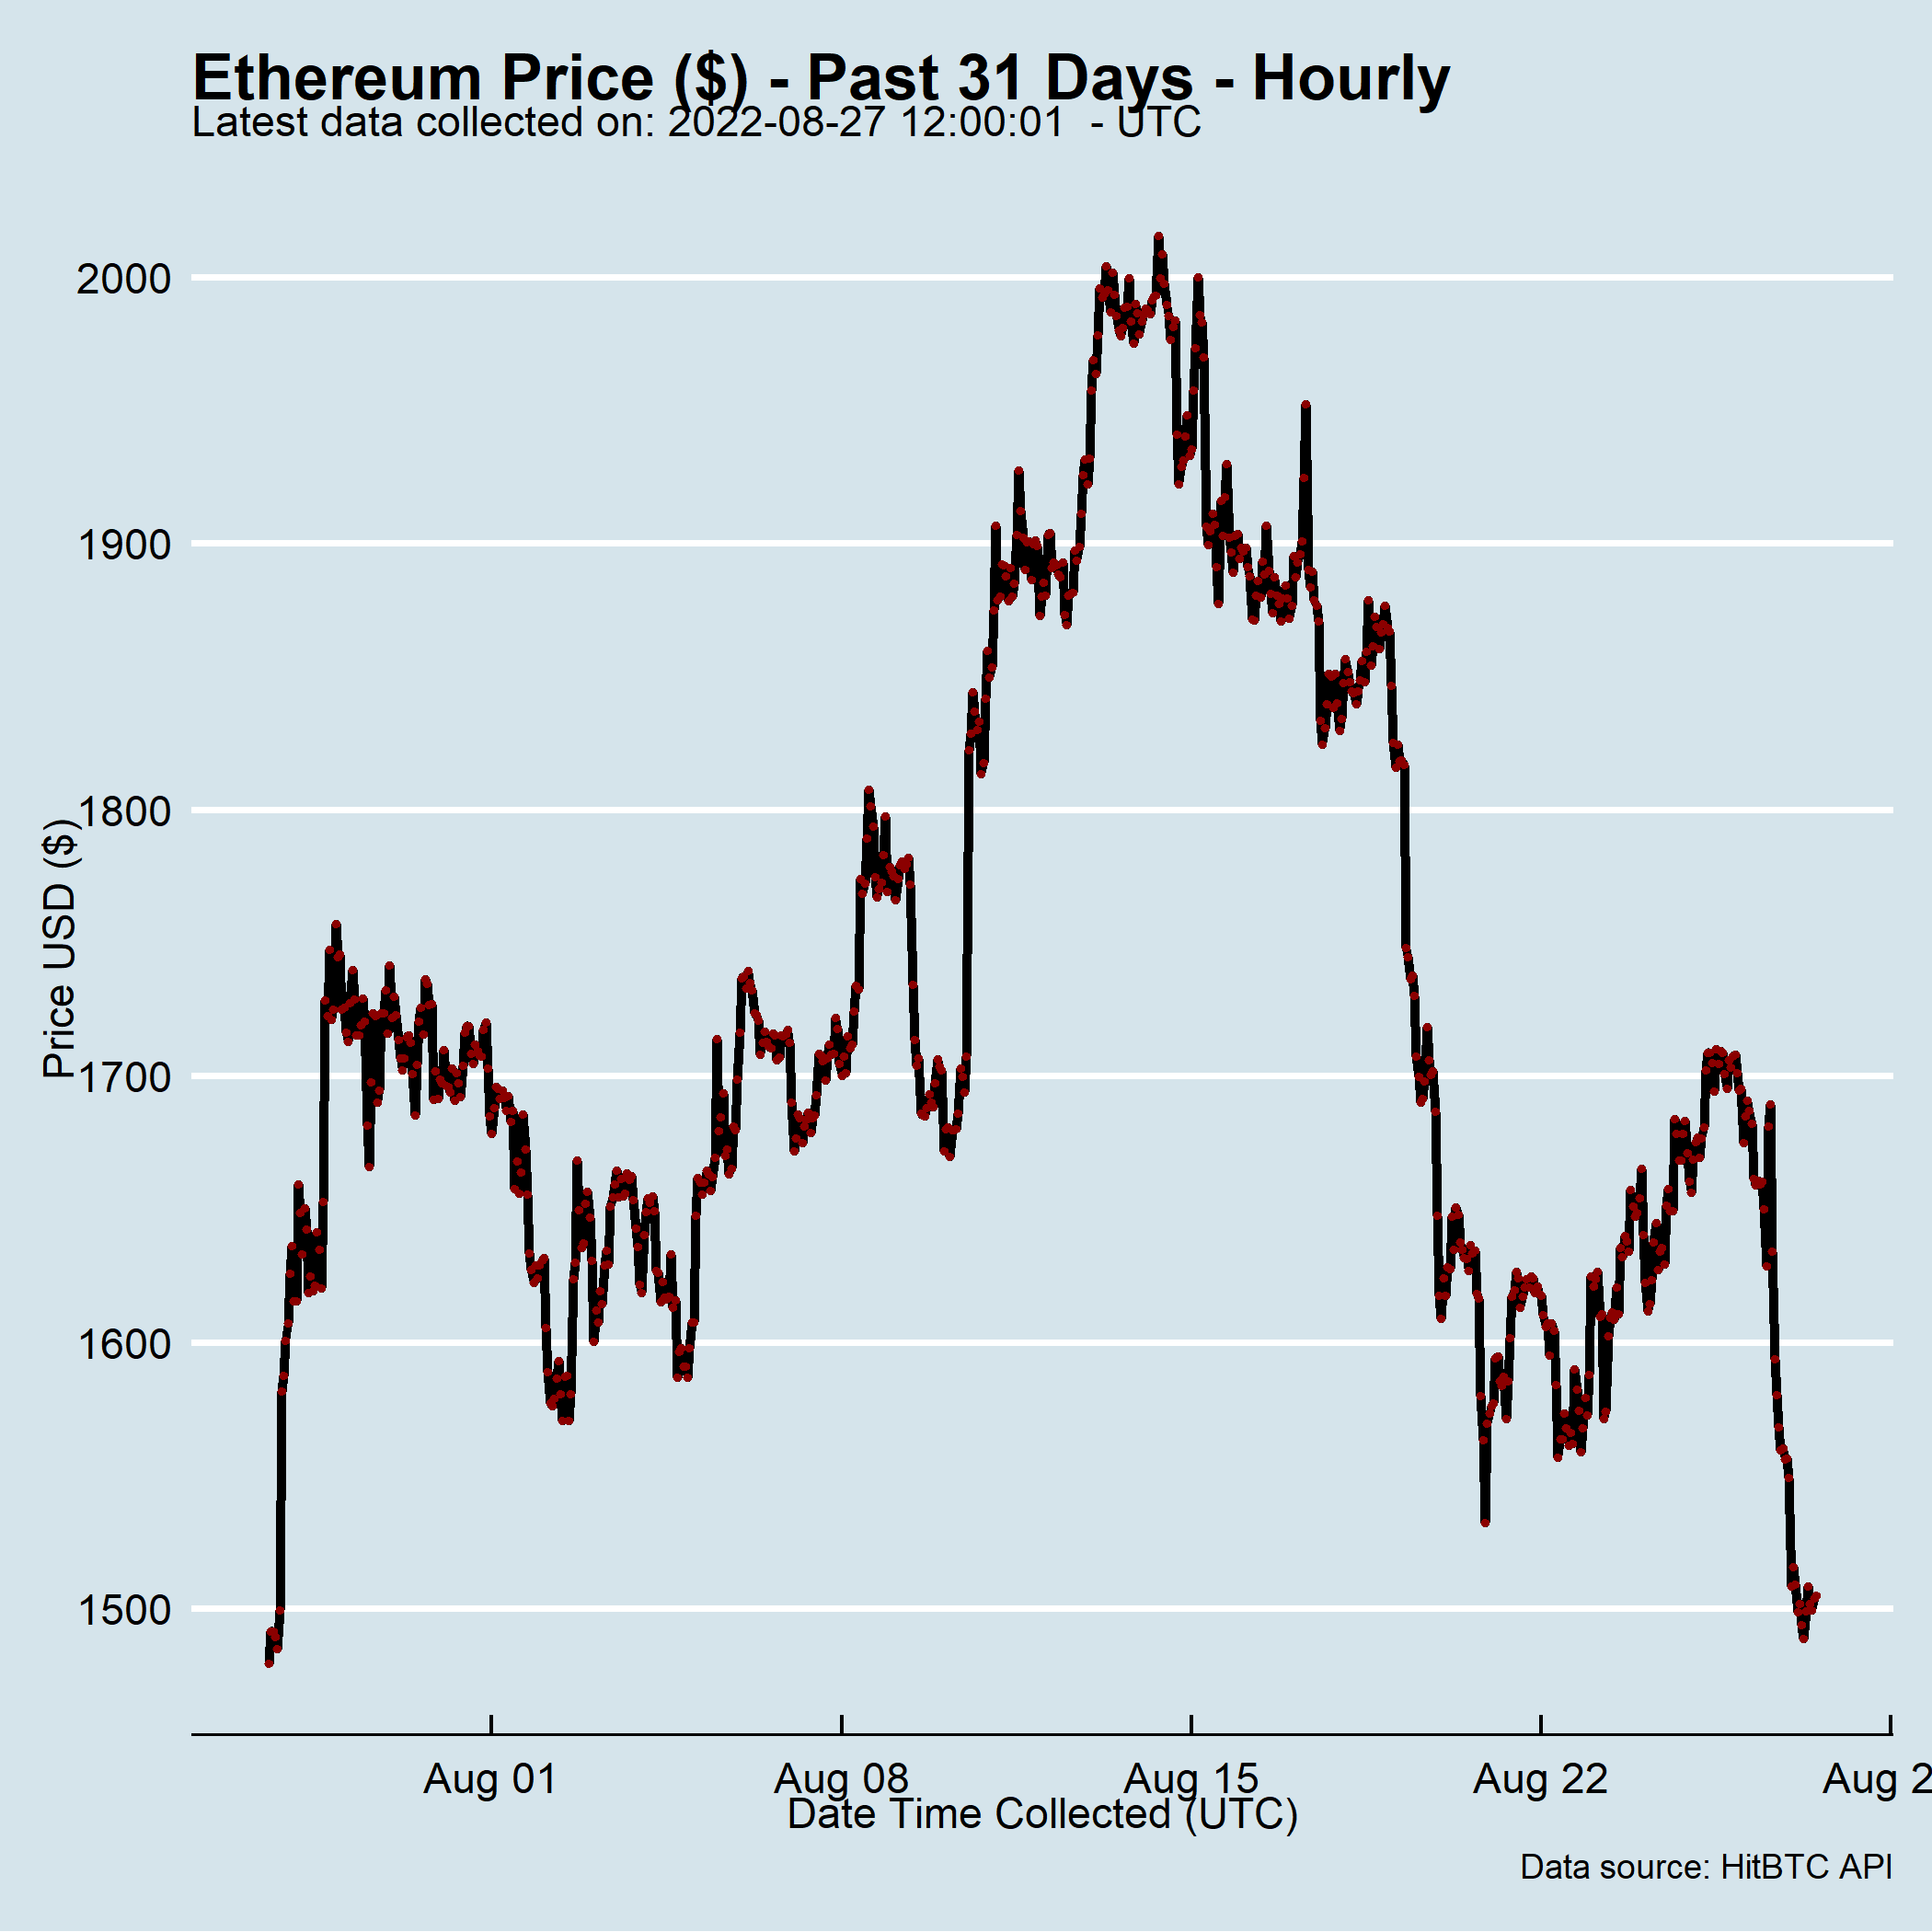 Ethereum Price ($) - Past 31 Days - Hourly
Latest data collected on: 2022-08-27 12:00:01  - UTC
Price USD ($)
2000
1900
1800
1700
1600
1500
Aug 01
Aug 08
Aug 15
Aug 22
Aug 2
Date Time Collected (UTC)
Data source: HitBTC API